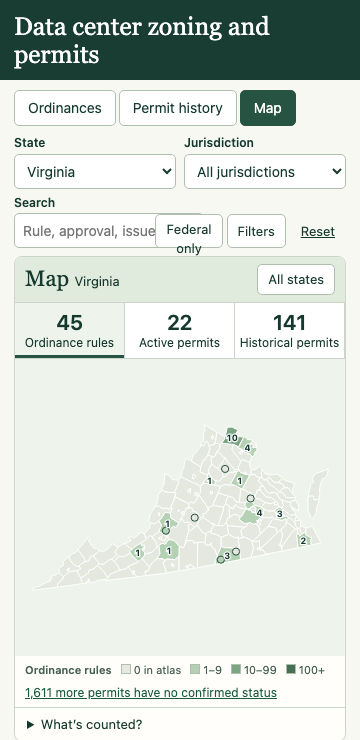 Data center zoning and
permits
Ordinances
Permit history
Map
State
Jurisdiction
Virginia
All jurisdictions
Search
Rule, approval, issue
Federal
only
Filters
Reset
Map Virginia
All states
45
22
141
Ordinance rules
Active permits
Historical permits
10
4
1
1
4
3
1
1
1
3
2
Ordinance rules
0 in atlas
1–9
10–99
100+
1,611 more permits have no confirmed status
▶ What's counted?